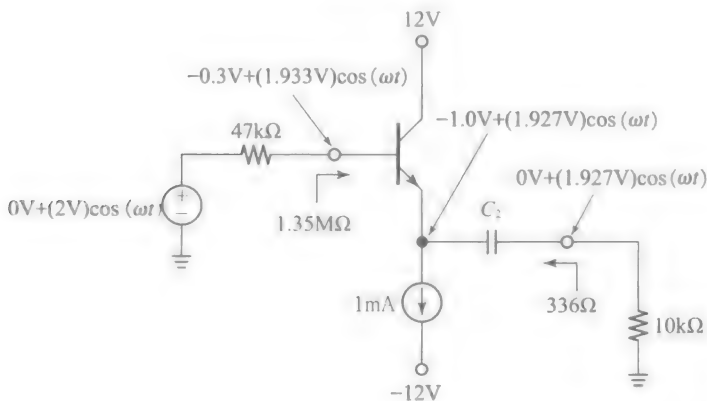 12V
−0.3V+(1.933V)cos (ωt)
−1.0V+(1.927V)cos (ωt)
47kΩ
0V+(1.927V)cos (ωt)
0V+(2V)cos (ωt)
+
−
1.35MΩ
C₂
336Ω
1mA
10kΩ
−12V